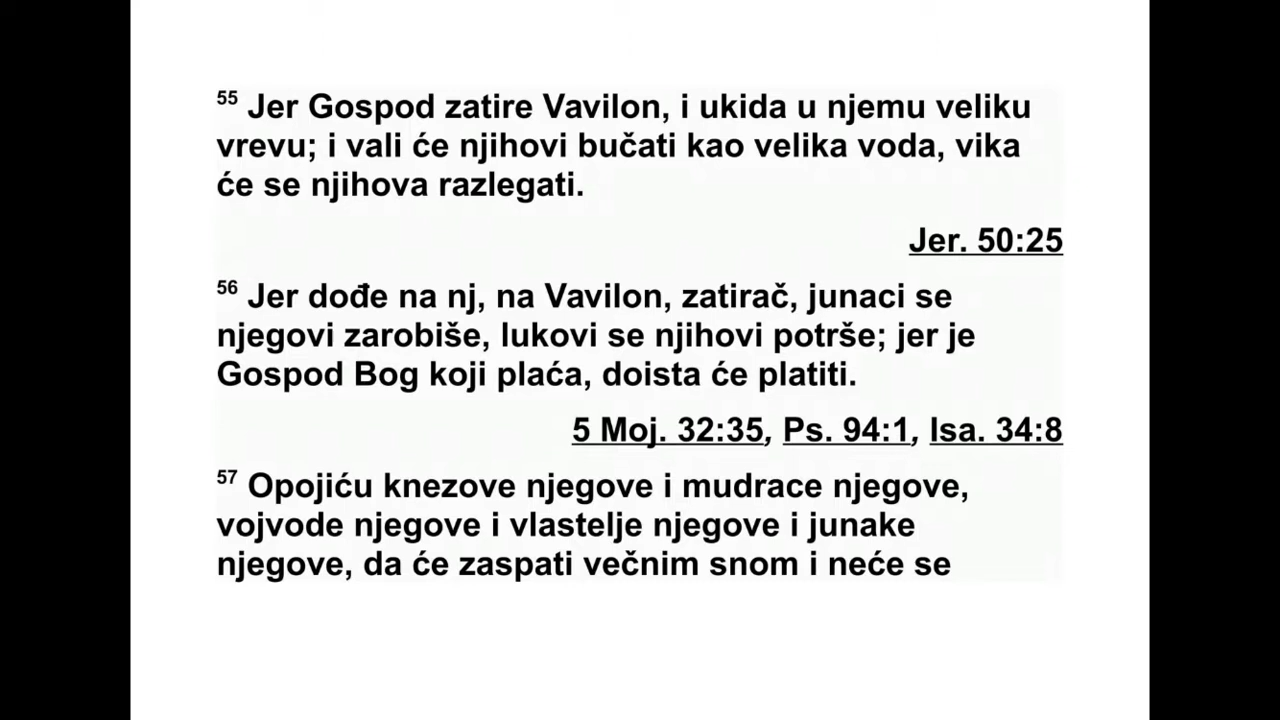 55 Jer Gospod zatire Vavilon, i ukida u njemu veliku
vrevu; i vali će njihovi bučati kao velika voda, vika
će se njihova razlegati.
Jer. 50:25
56 Jer dođe na nj, na Vavilon, zatirač, junaci se
njegovi zarobiše, lukovi se njihovi potrše; jer je
Gospod Bog koji plaća, doista će platiti.
5 Moj. 32:35, Ps. 94:1, Isa. 34:8
57 Opojiću knezove njegove i mudrace njegove,
vojvode njegove i vlastelje njegove i junake
njegove, da će zaspati večnim snom i neće se